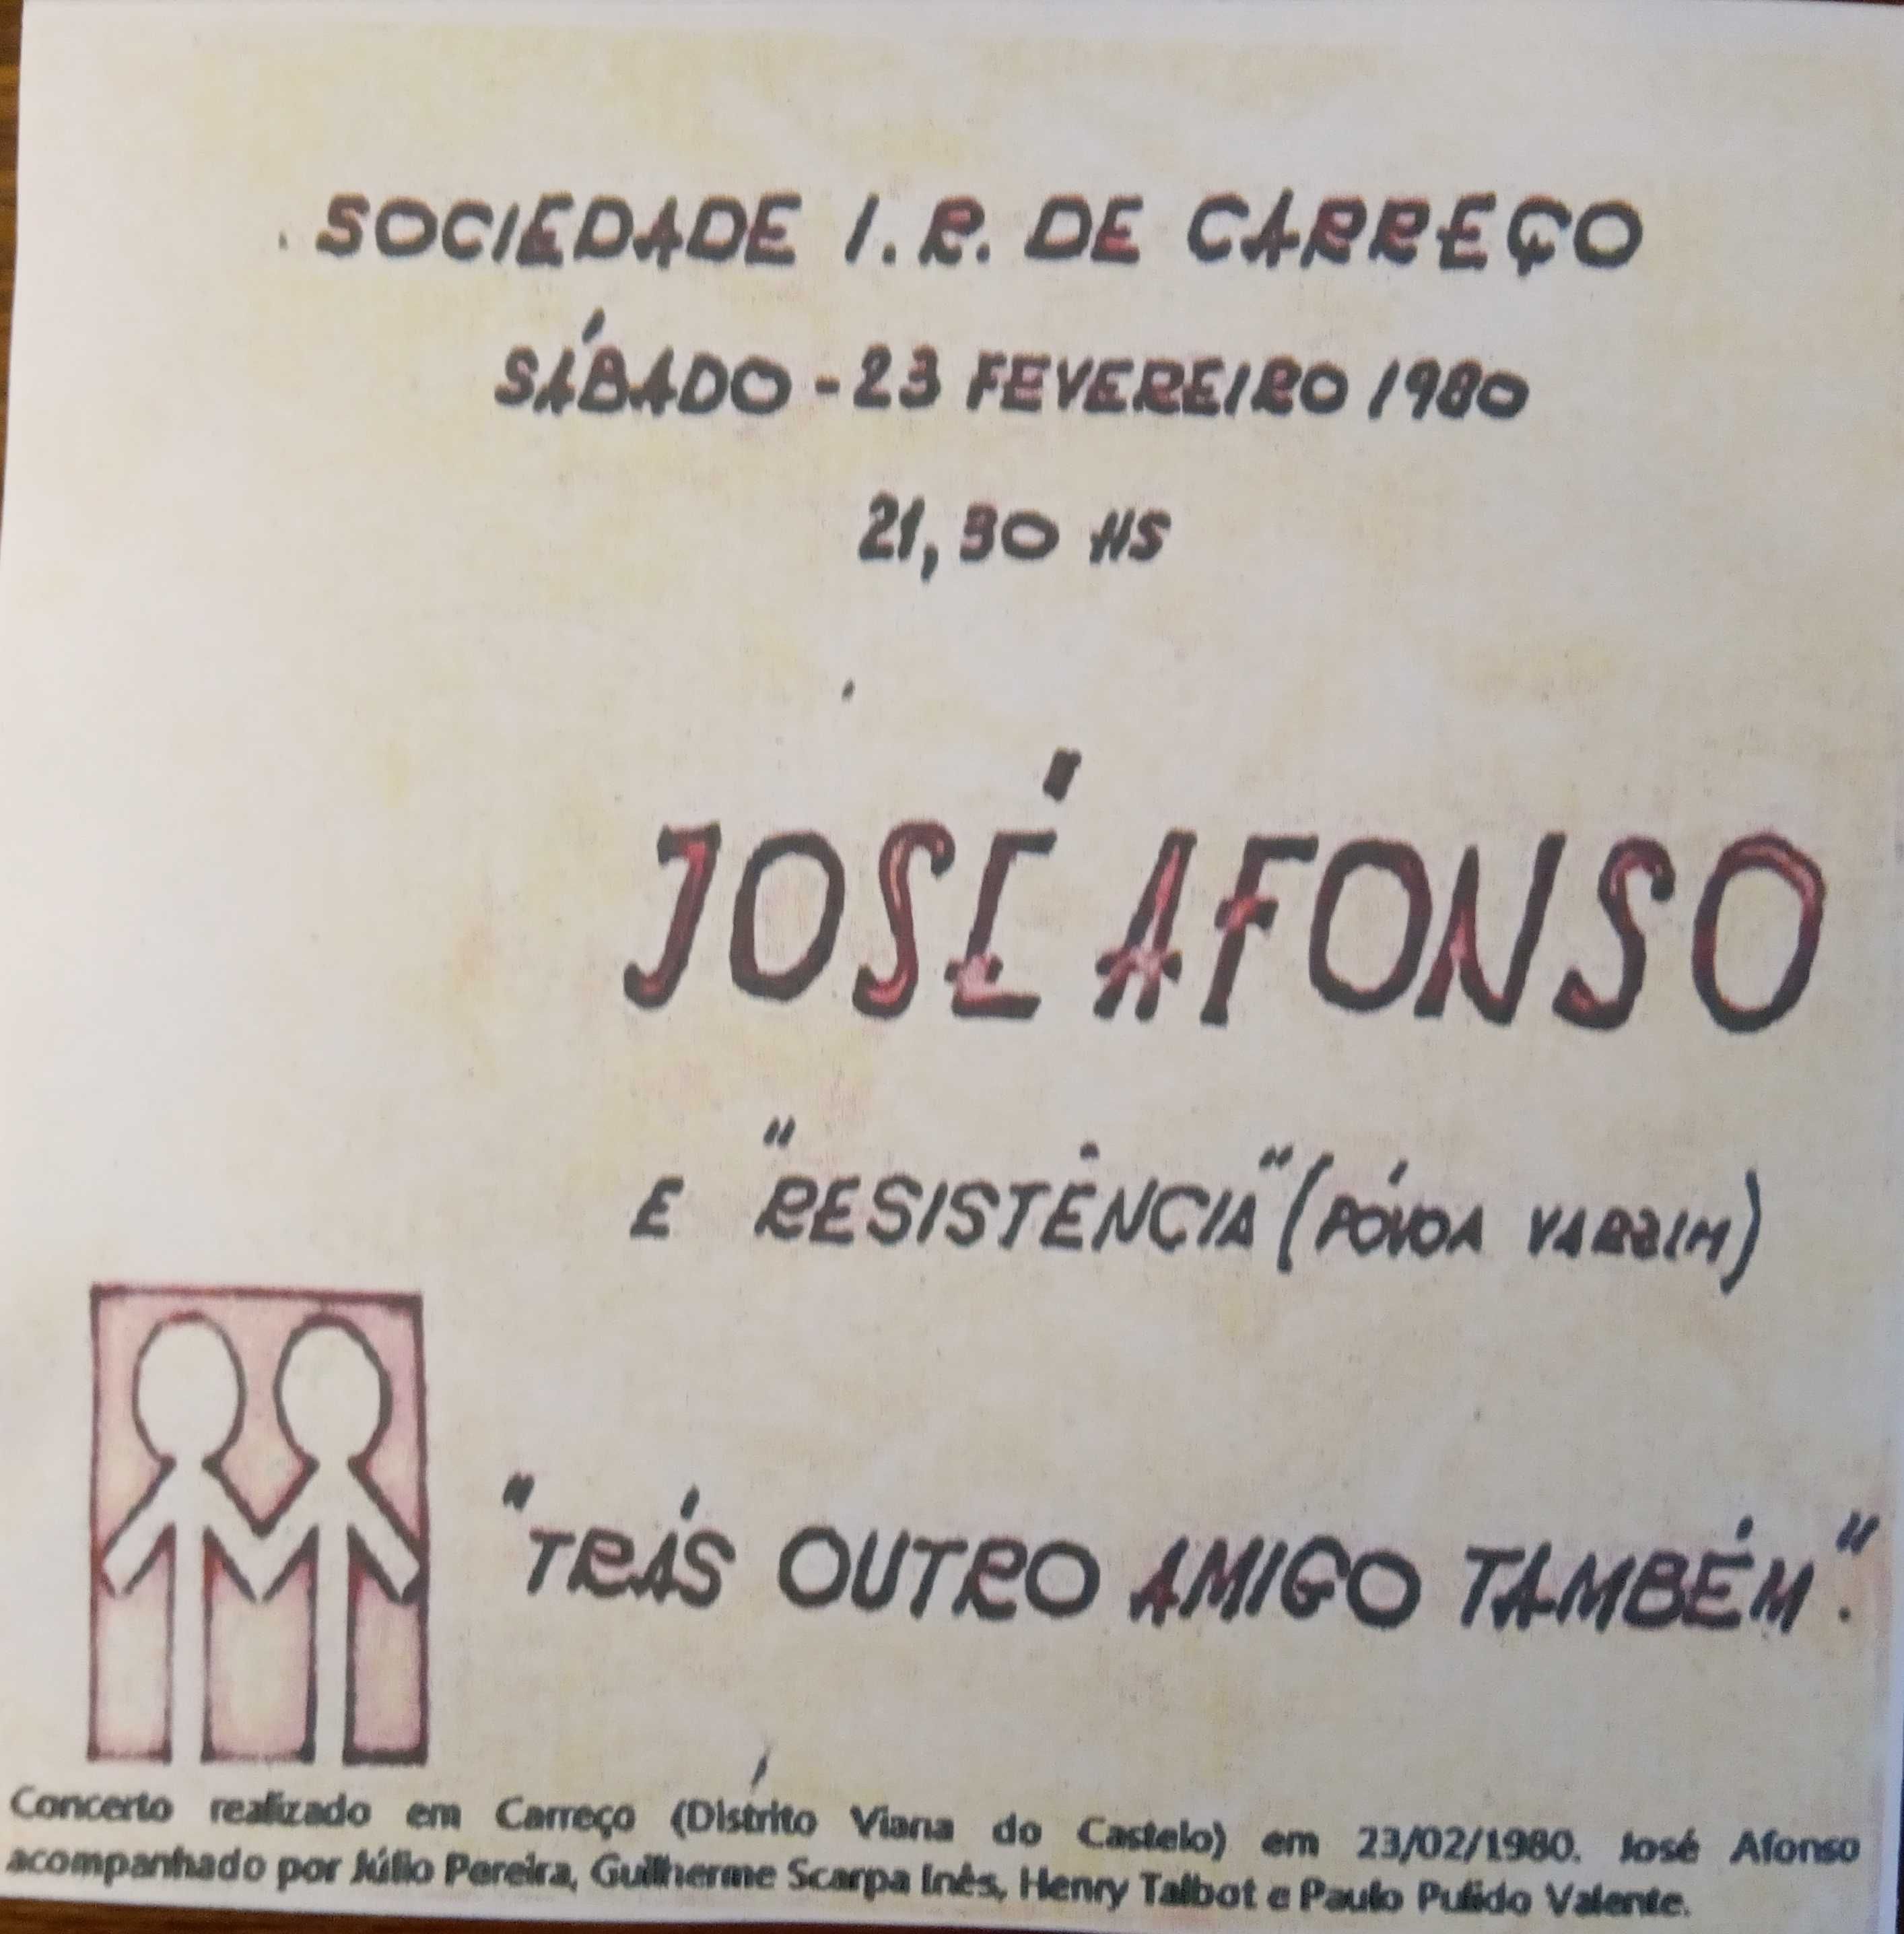 SOCIEDADE I. R. DE CARREÇO
SÁBADO - 23 FEVEREIRO 1980
21,30 HS
JOSÉ AFONSO
E "RESISTÊNCIA" (PÓVOA VARZIM)
"TRÁS OUTRO AMIGO TAMBÉM".
Concerto realizado em Carreço (Distrito Viana do Castelo) em 23/02/1980. José Afonso
acompanhado por Júlio Pereira, Guilherme Scarpa Inês, Henry Talbot e Paulo Pulido Valente.